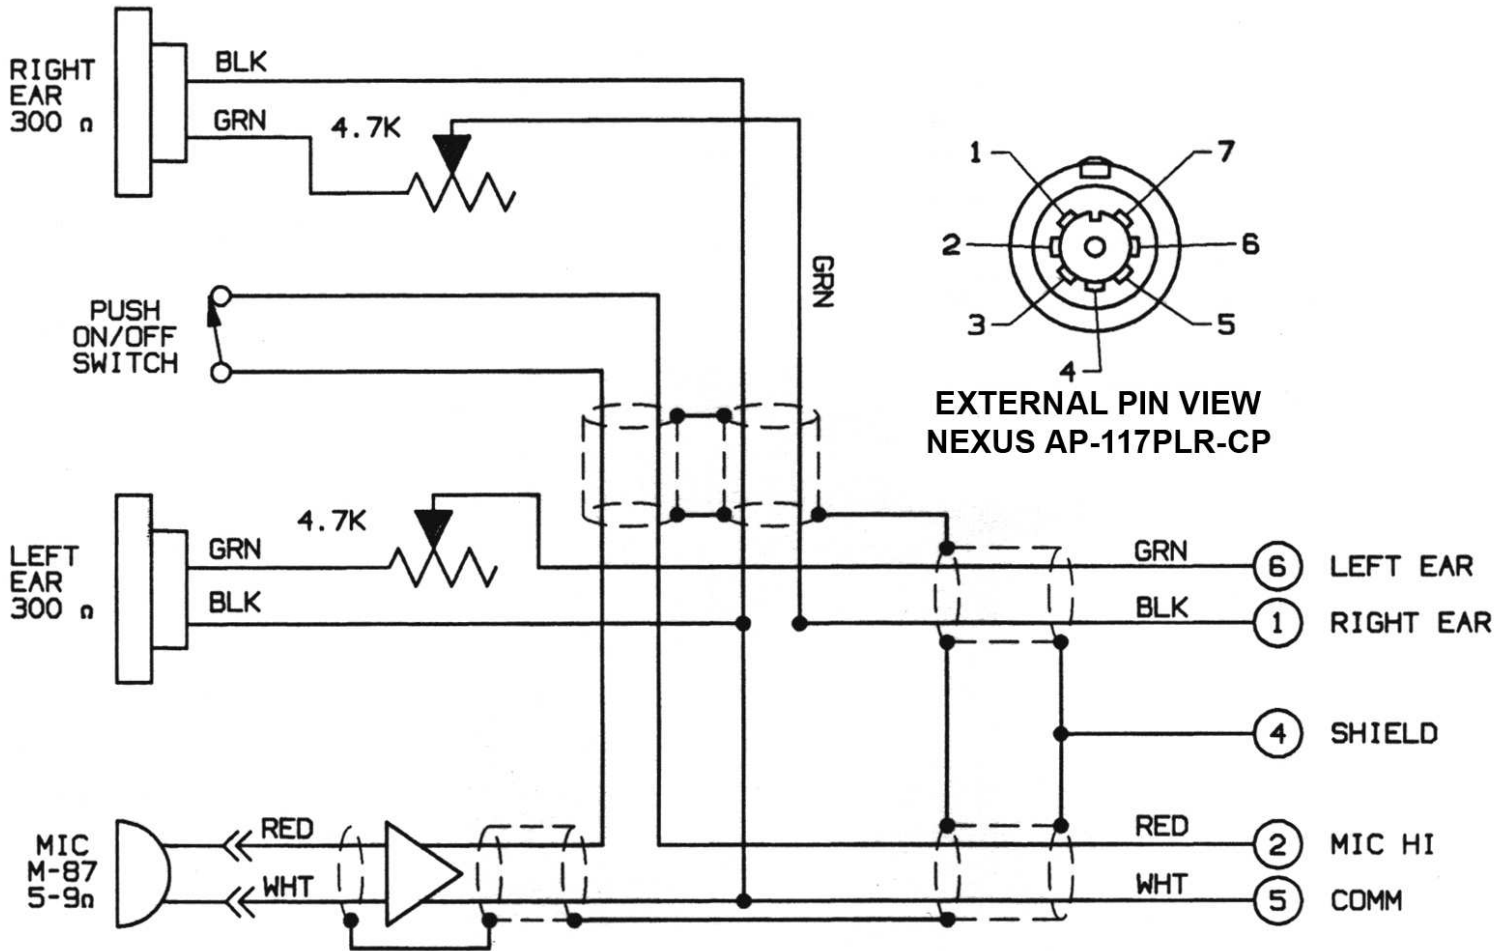 RIGHT
EAR
300 Ω
BLK
GRN
4.7K
GRN
1
7
2
6
3
5
4
EXTERNAL PIN VIEW
NEXUS AP-117PLR-CP
PUSH
ON/OFF
SWITCH
LEFT
EAR
300 Ω
GRN
BLK
4.7K
GRN
6
LEFT EAR
BLK
1
RIGHT EAR
4
SHIELD
MIC
M-87
5-9Ω
RED
WHT
RED
2
MIC HI
WHT
5
COMM